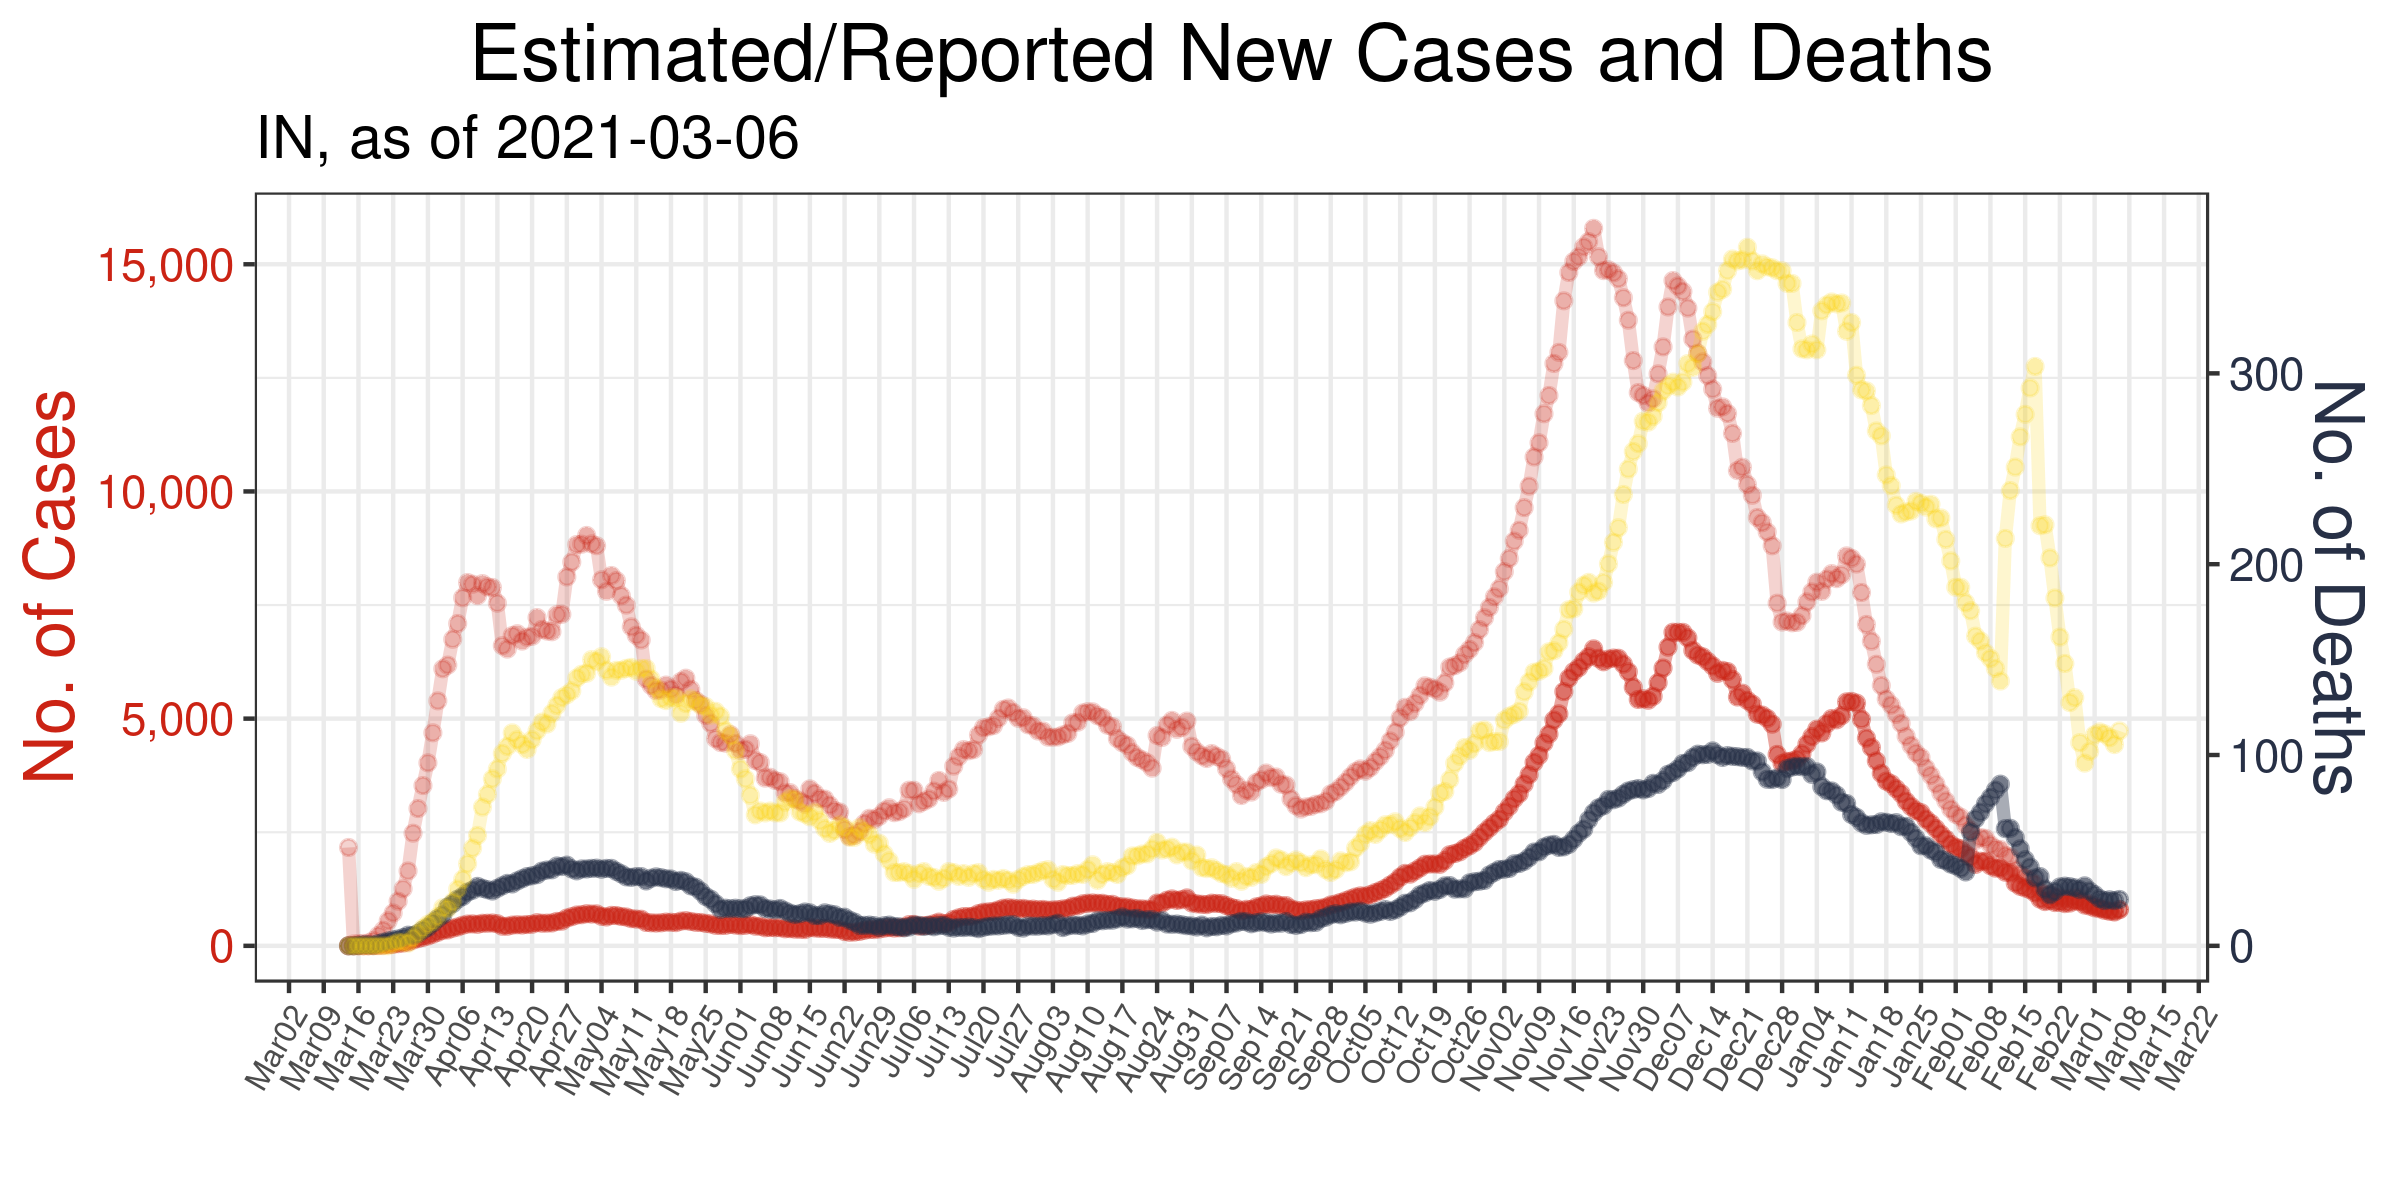 Estimated/Reported New Cases and Deaths
IN, as of 2021-03-06
No. of Cases
15,000
10,000
5,000
0
300
200
100
0
No. of Deaths
Mar02
Mar09
Mar16
Mar23
Mar30
Apr06
Apr13
Apr20
Apr27
May04
May11
May18
May25
Jun01
Jun08
Jun15
Jun22
Jun29
Jul06
Jul13
Jul20
Jul27
Aug03
Aug10
Aug17
Aug24
Aug31
Sep07
Sep14
Sep21
Sep28
Oct05
Oct12
Oct19
Oct26
Nov02
Nov09
Nov16
Nov23
Nov30
Dec07
Dec14
Dec21
Dec28
Jan04
Jan11
Jan18
Jan25
Feb01
Feb08
Feb15
Feb22
Mar01
Mar08
Mar15
Mar22